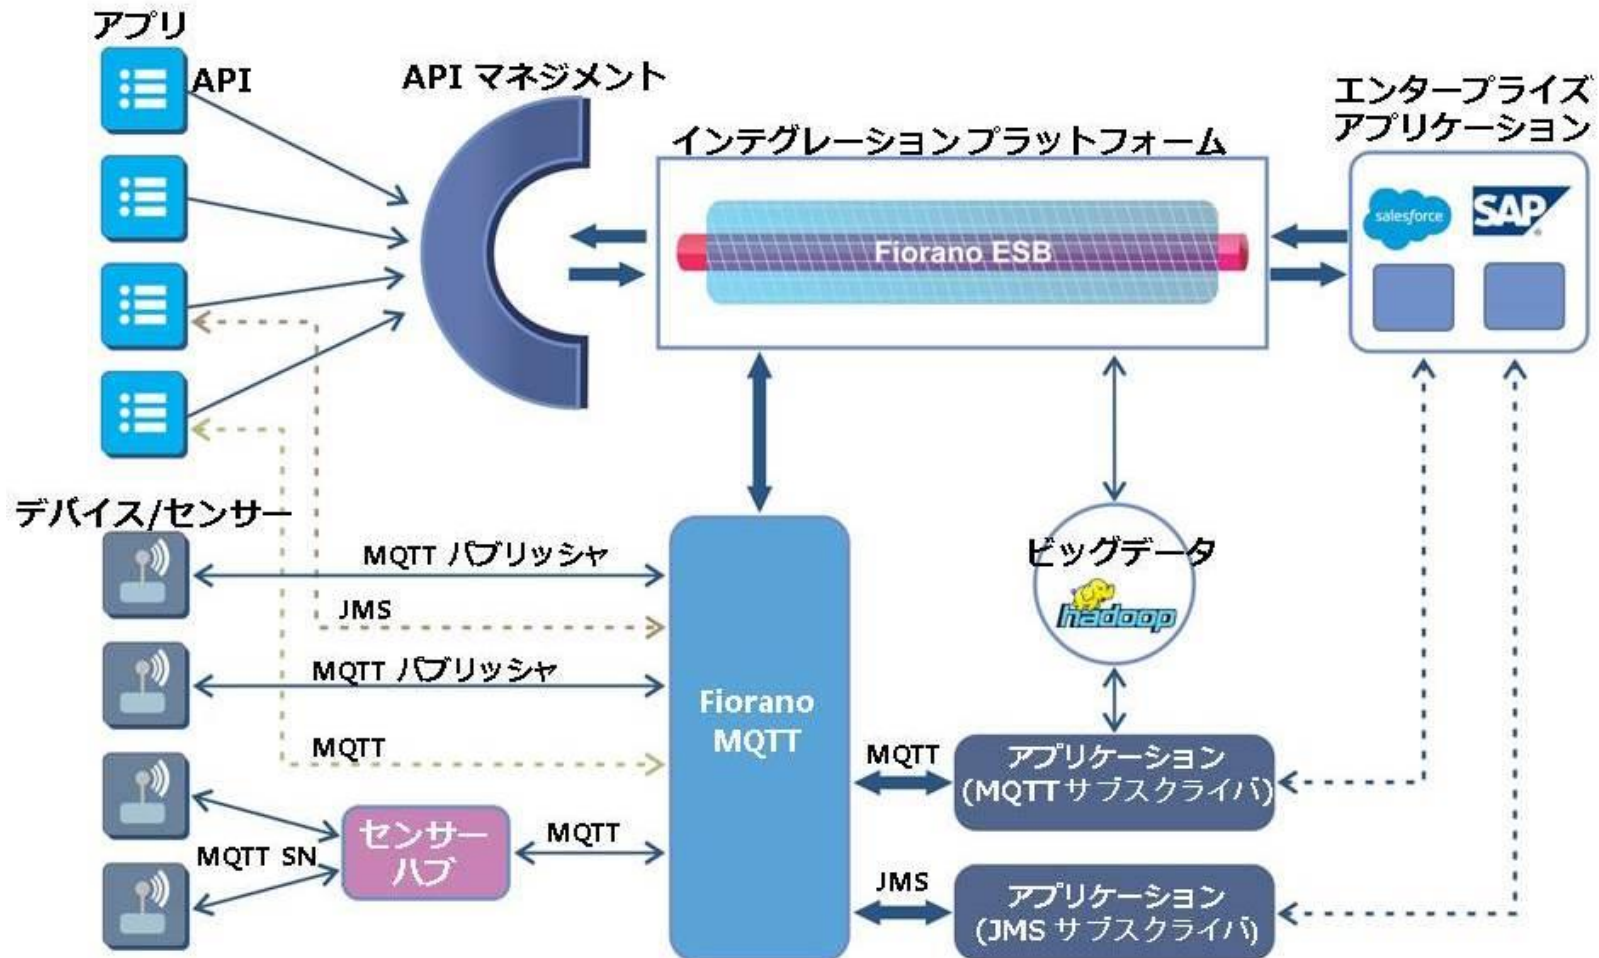 アプリ
API
API マネジメント
インテグレーション プラットフォーム
エンタープライズ
アプリケーション
salesforce
SAP
Fiorano ESB
デバイス/センサー
MQTT パブリッシャ
JMS
MQTT パブリッシャ
MQTT
MQTT SN
センサー
ハブ
MQTT
Fiorano
MQTT
ビッグデータ
hadoop
MQTT
アプリケーション
(MQTT サブスクライバ)
JMS
アプリケーション
(JMS サブスクライバ)